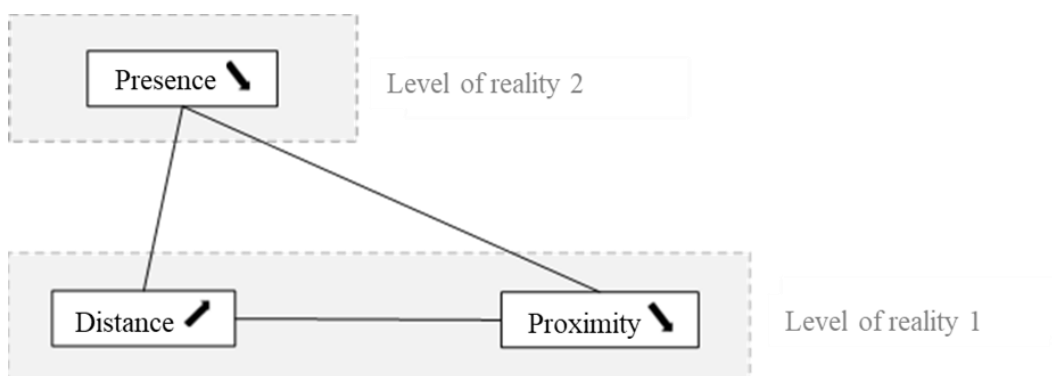 Presence
Level of reality 2
Distance
Proximity
Level of reality 1